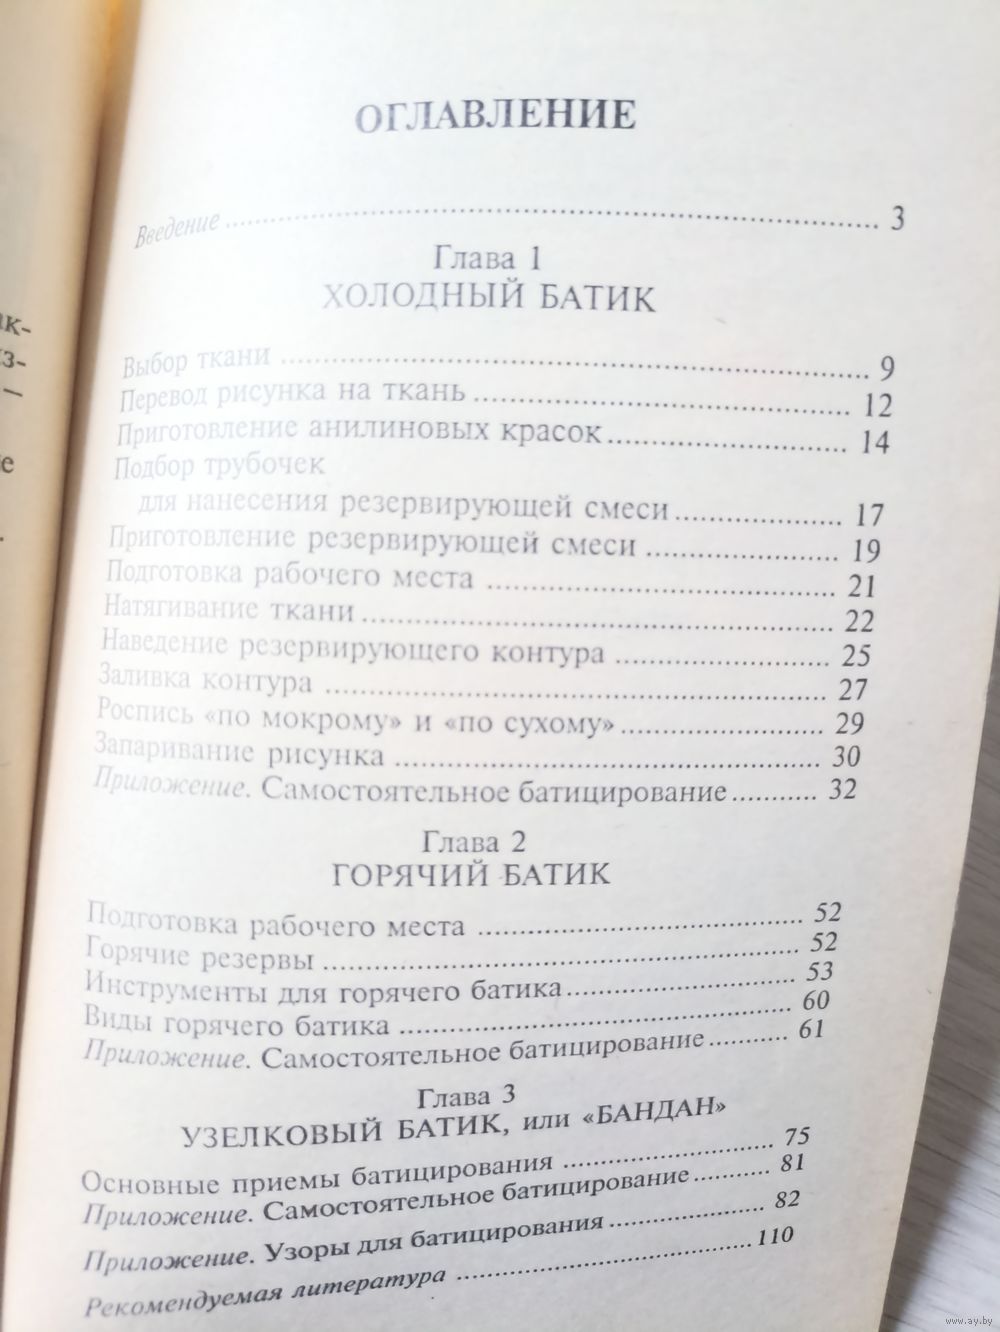 ак-
из-
–
е
.
ОГЛАВЛЕНИЕ
Введение ........ 3
Глава 1
ХОЛОДНЫЙ БАТИК
Выбор ткани ........ 9
Перевод рисунка на ткань ........ 12
Приготовление анилиновых красок ........ 14
Подбор трубочек
для нанесения резервирующей смеси ........ 17
Приготовление резервирующей смеси ........ 19
Подготовка рабочего места ........ 21
Натягивание ткани ........ 22
Наведение резервирующего контура ........ 25
Заливка контура ........ 27
Роспись «по мокрому» и «по сухому» ........ 29
Запаривание рисунка ........ 30
Приложение. Самостоятельное батицирование ........ 32
Глава 2
ГОРЯЧИЙ БАТИК
Подготовка рабочего места ........ 52
Горячие резервы ........ 52
Инструменты для горячего батика ........ 53
Виды горячего батика ........ 60
Приложение. Самостоятельное батицирование ........ 61
Глава 3
УЗЕЛКОВЫЙ БАТИК, или «БАНДАН»
Основные приемы батицирования ........ 75
Приложение. Самостоятельное батицирование ........ 81
Приложение. Узоры для батицирования ........ 82
Рекомендуемая литература ........ 110
www.ay.by